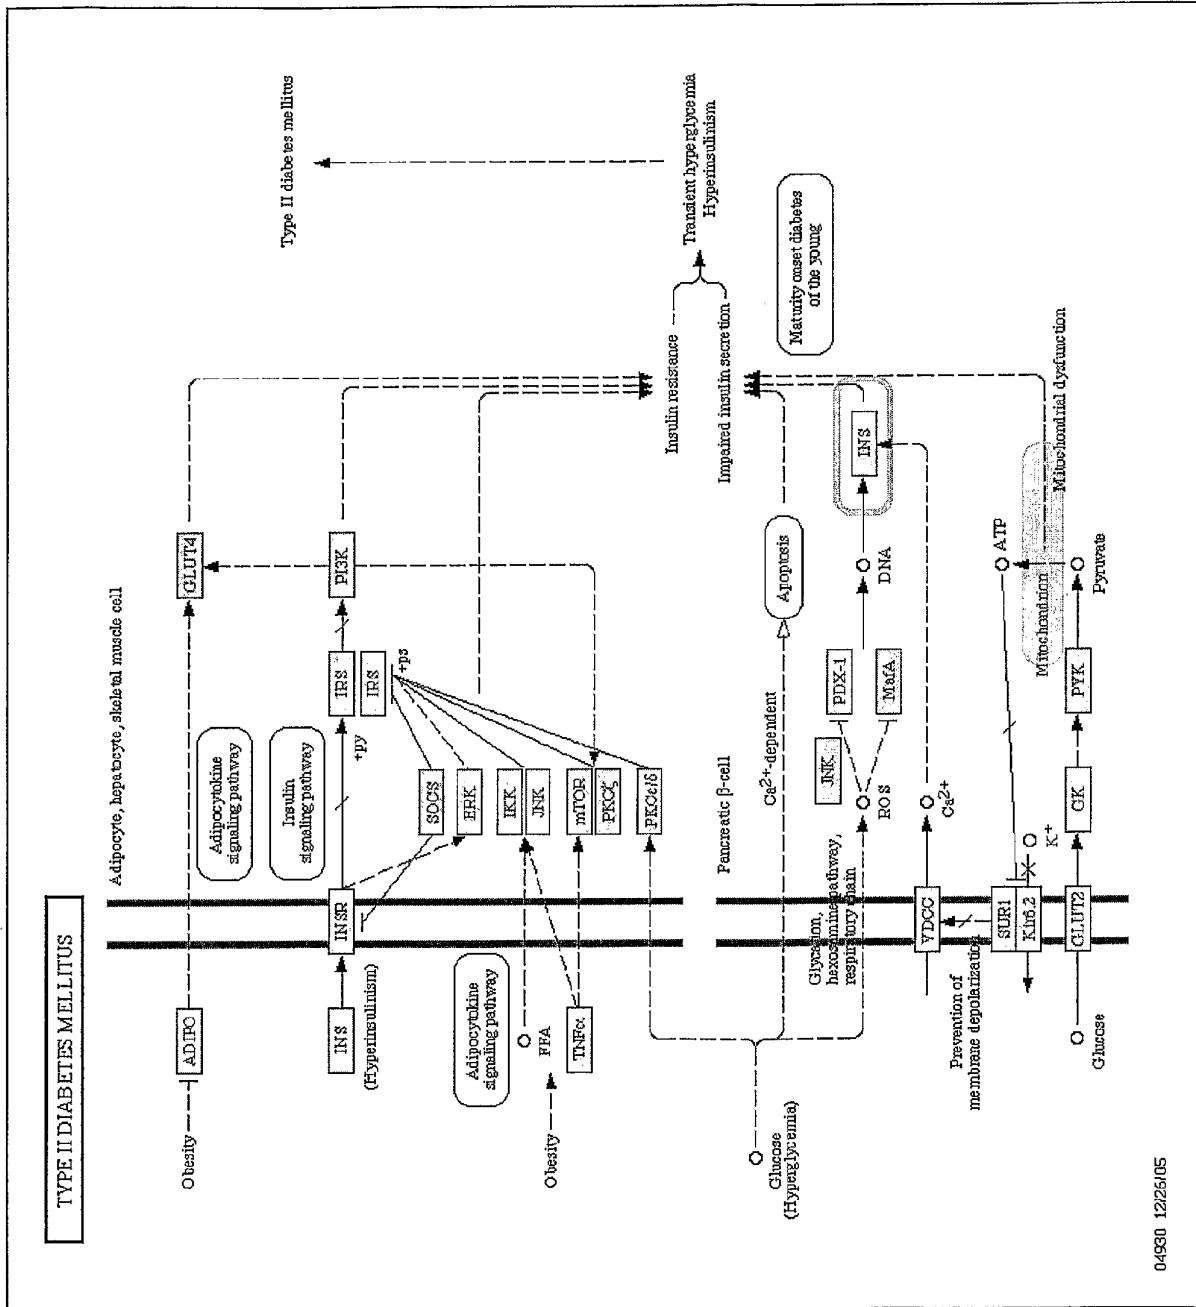 TYPE II DIABETES MELLITUS
Adipocyte, hepatocyte, skeletal muscle cell
Obesity
ADIPO
GLUT4
Adipocytokine
signaling pathway
Insulin
signaling pathway
Type II diabetes mellitus
INS
(Hyperinsulinism)
INSR
+py
IRS
IRS
PI3K
+ps
SOCS
ERK
Adipocytokine
signaling pathway
IKK
JNK
Obesity
FFA
TNFα
mTOR
PKCζ
PKCε/δ
Insulin resistance
Impaired insulin secretion
Transient hyperglycemia
Hyperinsulinism
Pancreatic β-cell
Glucose
(Hyperglycemia)
Ca2+-dependent
Apoptosis
Maturity onset diabetes
of the young
Glycation,
hexosamine pathway,
respiratory chain
JNK
ROS
PDX-1
MafA
DNA
INS
VDCC
Ca2+
Prevention of
membrane depolarization
SUR1
Kir6.2
K+
ATP
Mitochondrion
Mitochondrial dysfunction
Glucose
GLUT2
GK
PYK
Pyruvate
04930 12/26/05